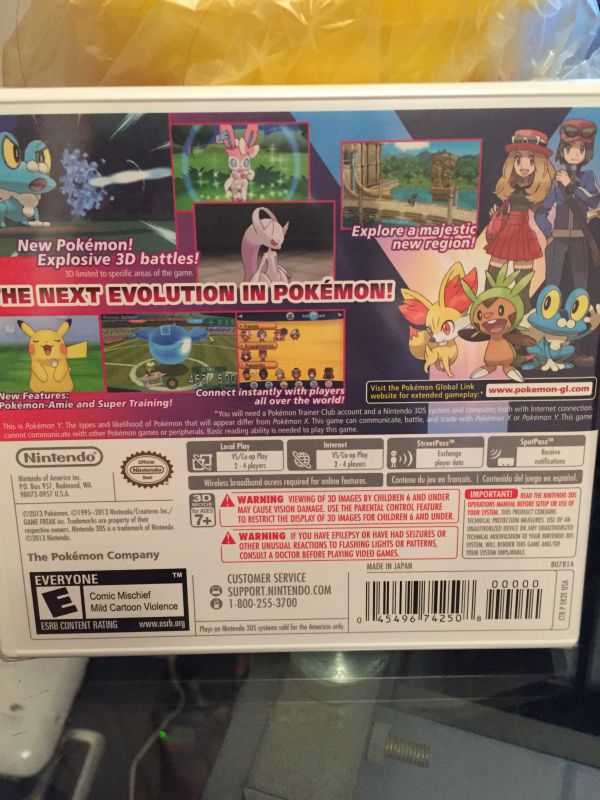 New Pokémon!
Explosive 3D battles!
3D limited to specific areas of the game.
Explore a majestic
new region!
HE NEXT EVOLUTION IN POKÉMON!
New Features:
Pokémon-Amie and Super Training!
SCORE
Connect instantly with players
all over the world!
Visit the Pokémon Global Link
website for extended gameplay.*
www.pokemon-gl.com
*You will need a Pokémon Trainer Club account and a Nintendo 3DS system and computer, both with Internet connection.
This is Pokémon Y. The types and likelihood of Pokémon that will appear differ from Pokémon X. This game can communicate, battle, and trade with Pokémon X or Pokémon Y. This game
cannot communicate with other Pokémon games or peripherals. Basic reading ability is needed to play this game.
Nintendo
Nintendo of America Inc.
P.O. Box 957, Redmond, WA
98073-0957 U.S.A.
Official
Nintendo
Seal
Local Play
VS/Co-op Play
2 - 4 players
Internet
VS/Co-op Play
2 - 4 players
StreetPass™
Exchange
player data
SpotPass™
Receive
notifications
Wireless broadband access required for online features.
Contenu du jeu en français.
Contenido del juego en español.
©2013 Pokémon. ©1995-2013 Nintendo/Creatures Inc./
GAME FREAK inc. Trademarks are property of their
respective owners. Nintendo 3DS is a trademark of Nintendo.
©2013 Nintendo.
The Pokémon Company
3D
MODE
for AGES
7+
WARNING VIEWING OF 3D IMAGES BY CHILDREN 6 AND UNDER
MAY CAUSE VISION DAMAGE. USE THE PARENTAL CONTROL FEATURE
TO RESTRICT THE DISPLAY OF 3D IMAGES FOR CHILDREN 6 AND UNDER.
WARNING IF YOU HAVE EPILEPSY OR HAVE HAD SEIZURES OR
OTHER UNUSUAL REACTIONS TO FLASHING LIGHTS OR PATTERNS,
CONSULT A DOCTOR BEFORE PLAYING VIDEO GAMES.
IMPORTANT! READ THE NINTENDO 3DS
OPERATIONS MANUAL BEFORE SETUP OR USE OF
YOUR SYSTEM. THIS PRODUCT CONTAINS
TECHNICAL PROTECTION MEASURES. USE OF AN
UNAUTHORIZED DEVICE OR ANY UNAUTHORIZED
TECHNICAL MODIFICATION TO YOUR NINTENDO 3DS
SYSTEM WILL RENDER THIS GAME AND/OR
YOUR SYSTEM UNPLAYABLE.
MADE IN JAPAN
80781A
EVERYONE
TM
E
Comic Mischief
Mild Cartoon Violence
ESRB CONTENT RATING
www.esrb.org
CUSTOMER SERVICE
SUPPORT.NINTENDO.COM
1-800-255-3700
Plays on Nintendo 3DS systems sold for the Americas only.
00000
0 45496 74250 8
CTR P EK2E USA